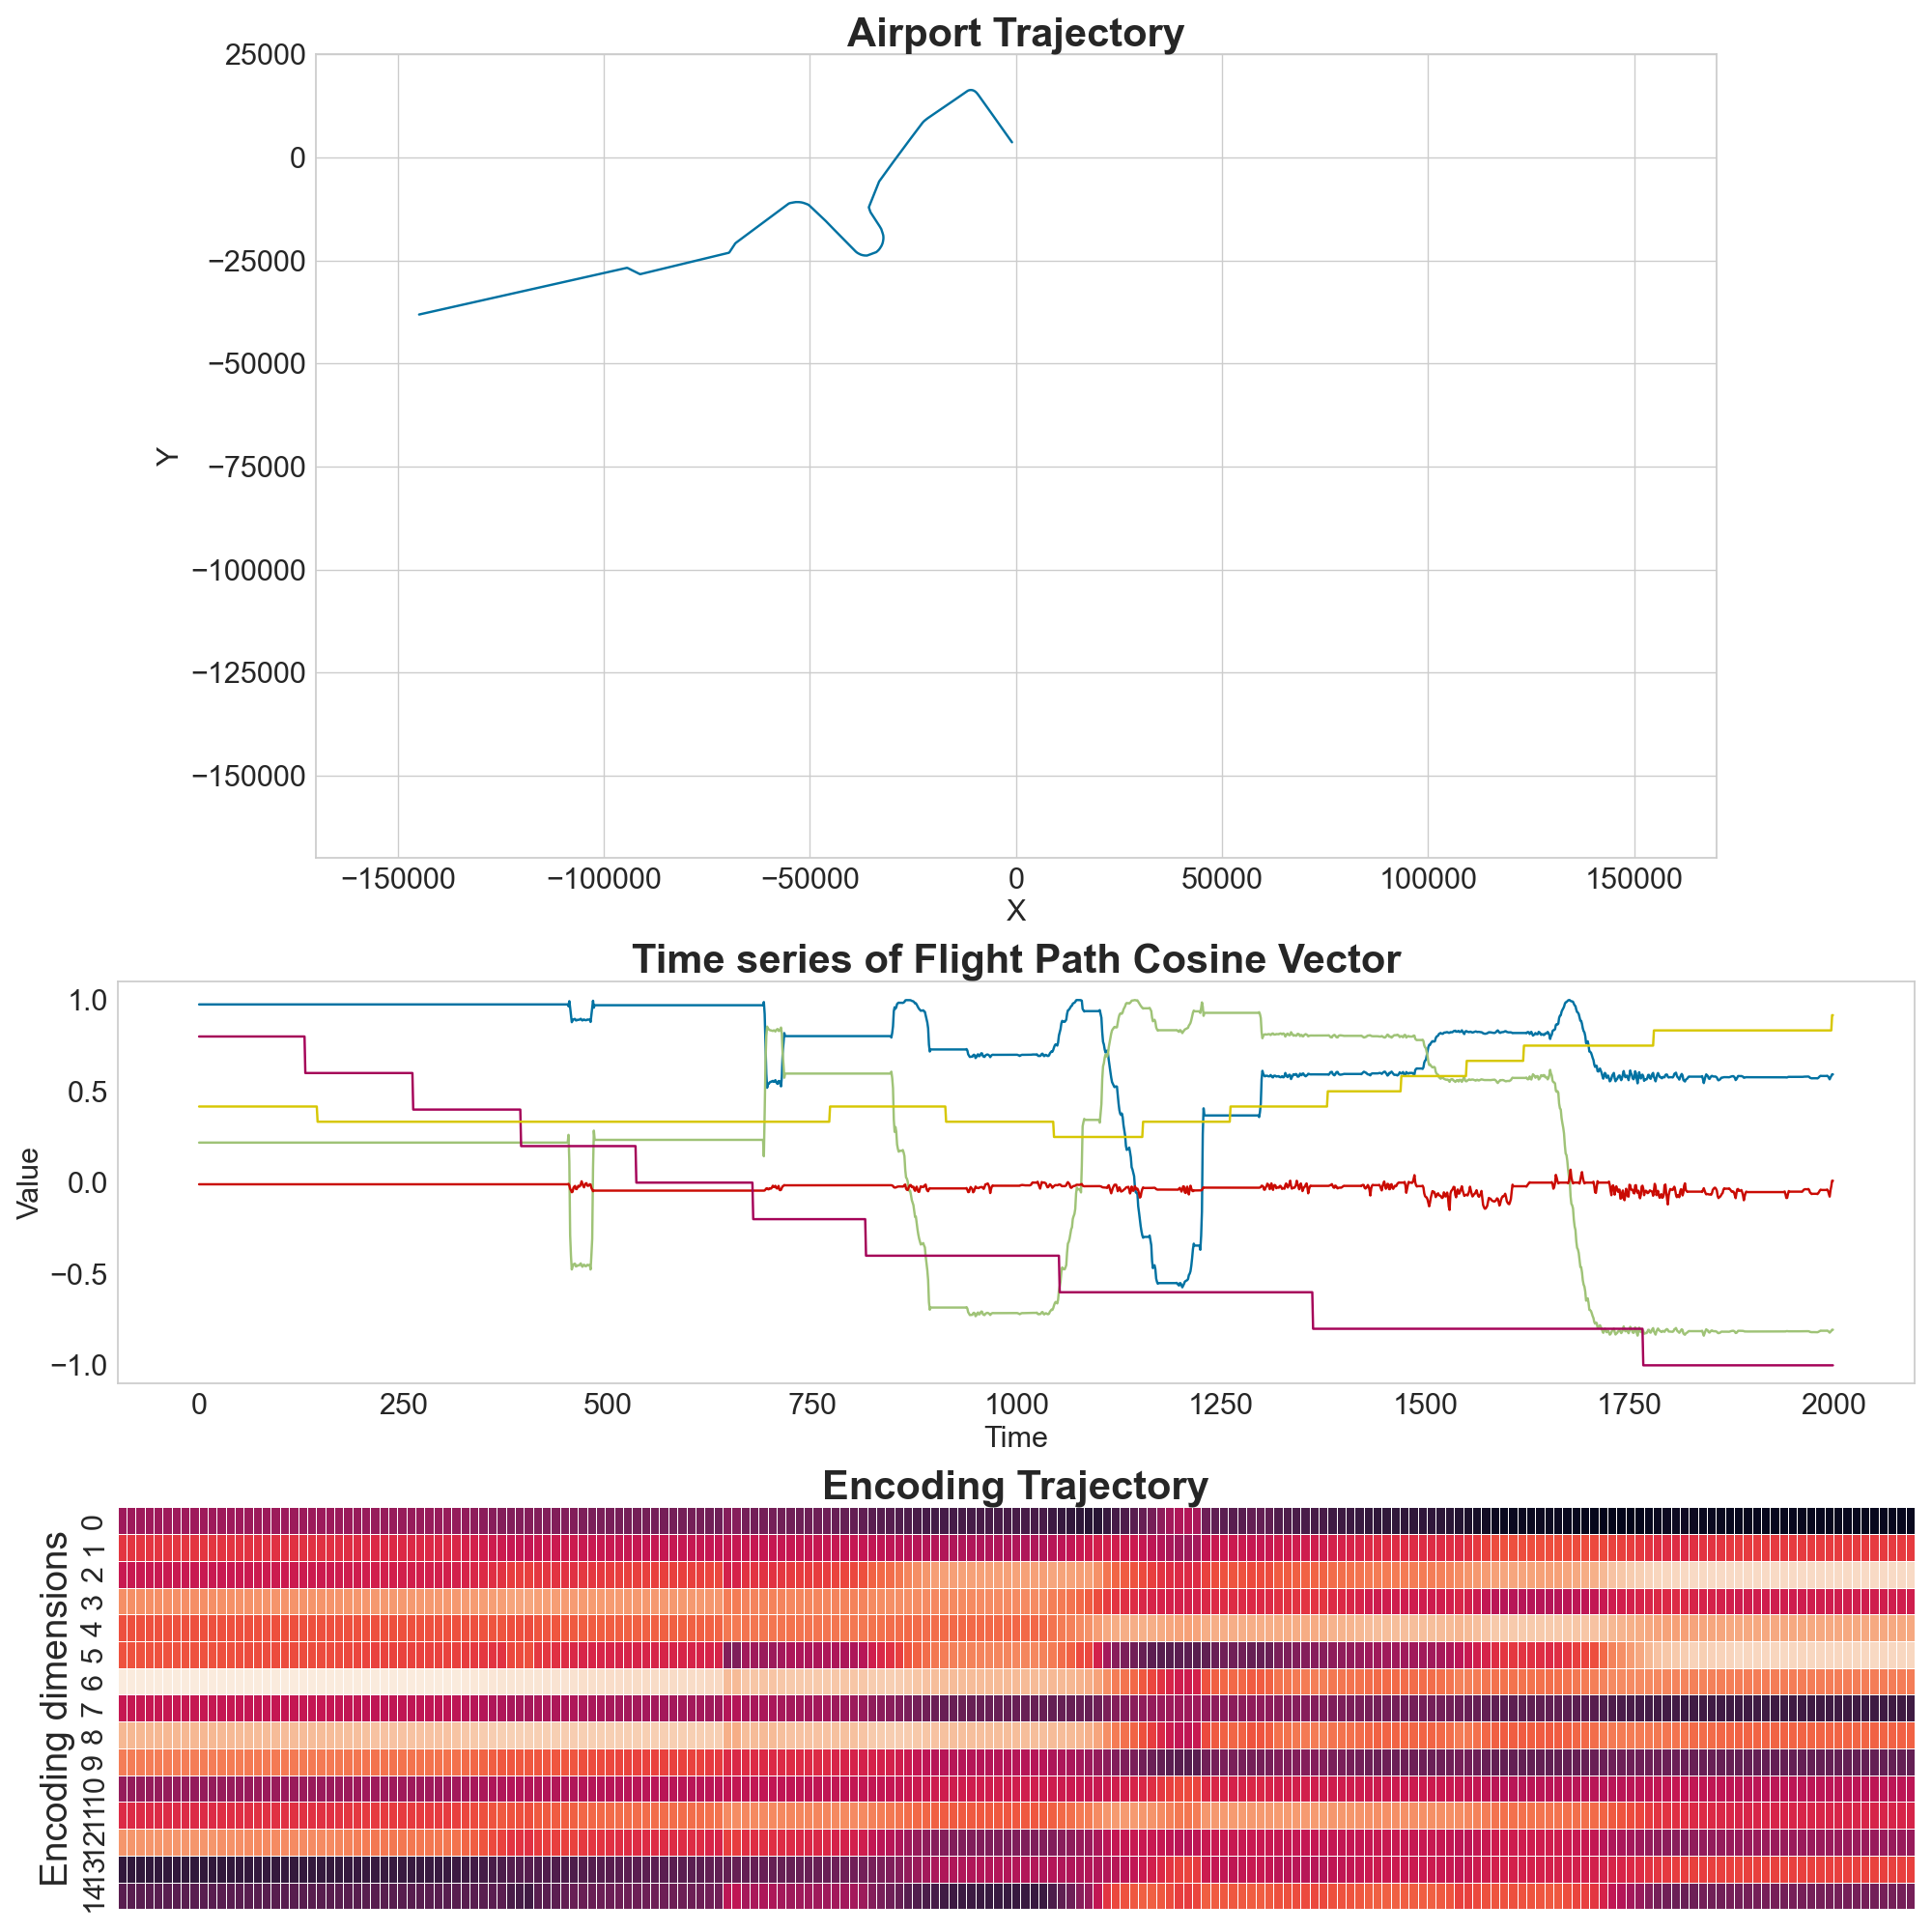 Airport Trajectory
25000
0
−25000
−50000
−75000
−100000
−125000
−150000
Y
−150000 −100000 −50000 0 50000 100000 150000
X
Time series of Flight Path Cosine Vector
1.0
0.5
0.0
−0.5
−1.0
Value
0 250 500 750 1000 1250 1500 1750 2000
Time
Encoding Trajectory
Encoding dimensions
0
1
2
3
4
5
6
7
8
9
10
11
12
13
14